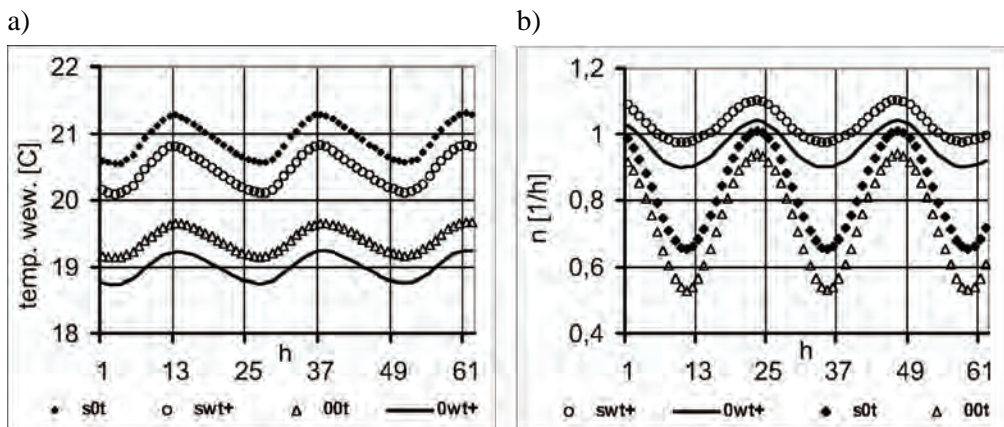 a)
b)
22
21
20
19
18
temp. wew. [C]
1 13 25 37 49 61
h
s0t swt+ 00t 0wt+
1,2
1
0,8
0,6
0,4
n [1/h]
1 13 25 37 49 61
h
swt+ 0wt+ s0t 00t